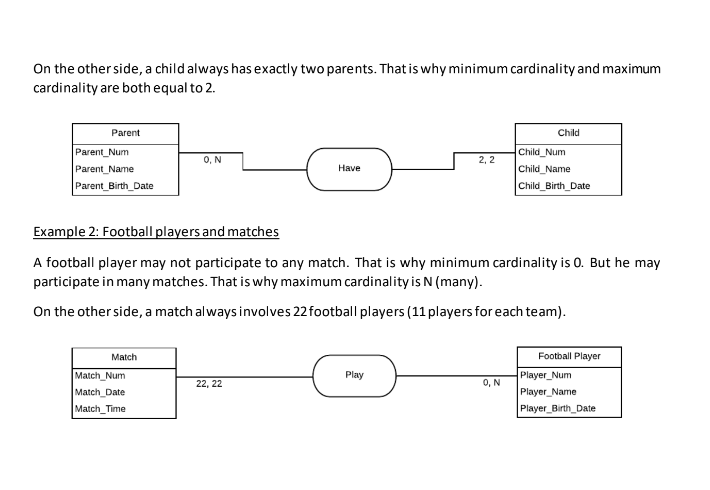 On the other side, a child always has exactly two parents. That is why minimum cardinality and maximum
cardinality are both equal to 2.
Parent
Child
Parent_Num
Parent_Name
Parent_Birth_Date
0, N
Have
2, 2
Child_Num
Child_Name
Child_Birth_Date
Example 2: Football players and matches
A football player may not participate to any match. That is why minimum cardinality is 0. But he may
participate in many matches. That is why maximum cardinality is N (many).
On the other side, a match always involves 22 football players (11 players for each team).
Match
Football Player
Match_Num
Match_Date
Match_Time
22, 22
Play
0, N
Player_Num
Player_Name
Player_Birth_Date